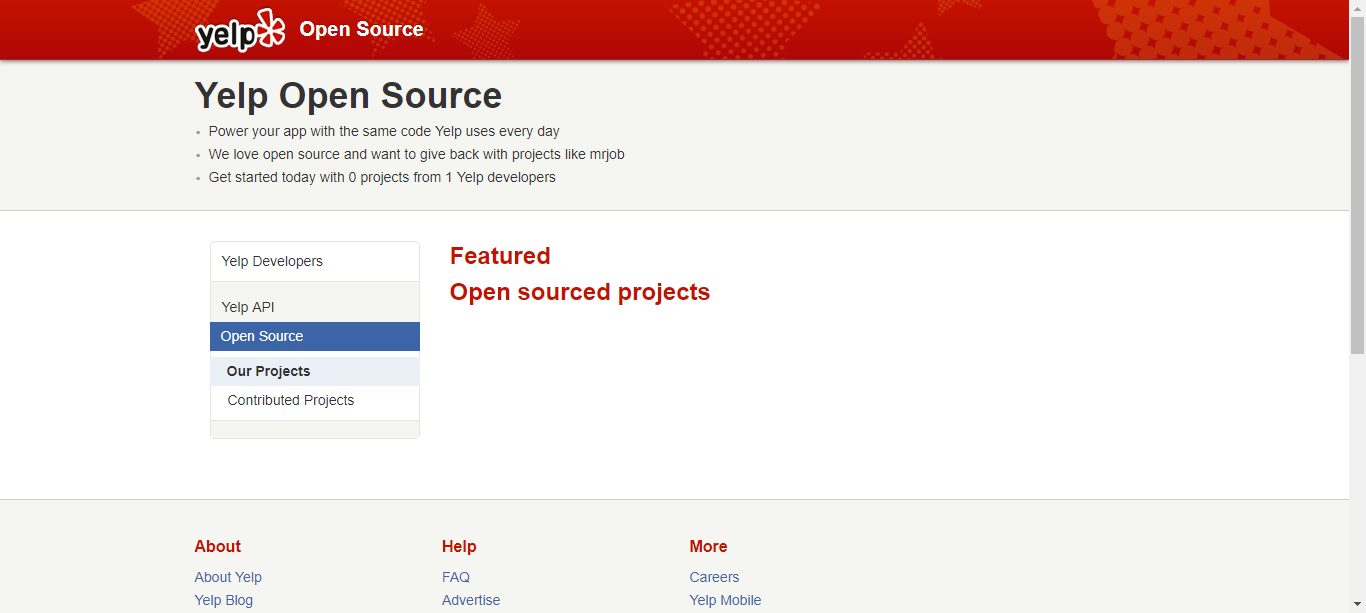 yelp Open Source
Yelp Open Source
Power your app with the same code Yelp uses every day
We love open source and want to give back with projects like mrjob
Get started today with 0 projects from 1 Yelp developers
Yelp Developers
Yelp API
Open Source
Our Projects
Contributed Projects
Featured
Open sourced projects
About
About Yelp
Yelp Blog
Help
FAQ
Advertise
More
Careers
Yelp Mobile